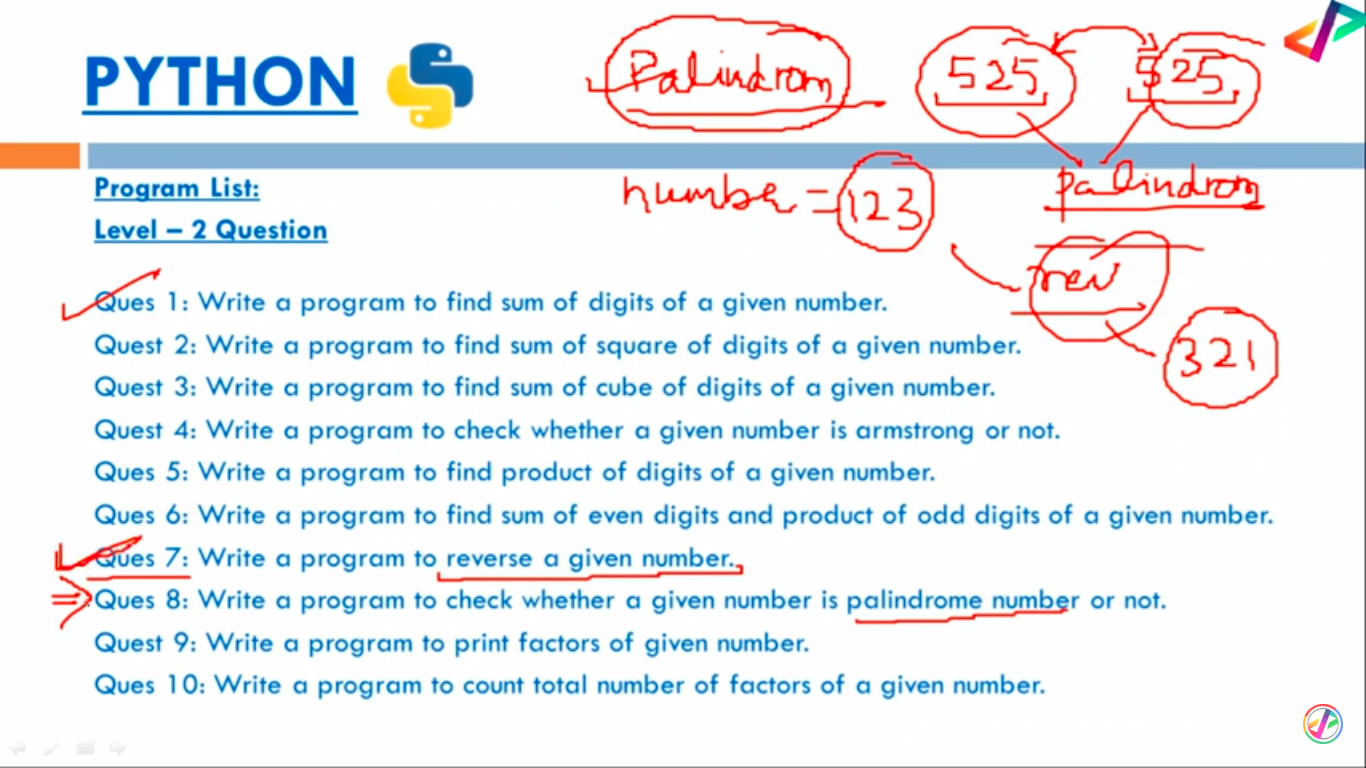 PYTHON
Palindrom
525 525
Palindrom
number = 123
rev
321
Program List:
Level – 2 Question
Ques 1: Write a program to find sum of digits of a given number.
Quest 2: Write a program to find sum of square of digits of a given number.
Quest 3: Write a program to find sum of cube of digits of a given number.
Quest 4: Write a program to check whether a given number is armstrong or not.
Ques 5: Write a program to find product of digits of a given number.
Ques 6: Write a program to find sum of even digits and product of odd digits of a given number.
Ques 7: Write a program to reverse a given number.
Ques 8: Write a program to check whether a given number is palindrome number or not.
Quest 9: Write a program to print factors of given number.
Ques 10: Write a program to count total number of factors of a given number.